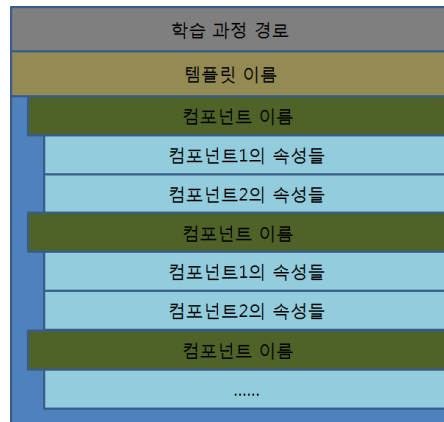 학습 과정 경로
템플릿 이름
컴포넌트 이름
컴포넌트1의 속성들
컴포넌트2의 속성들
컴포넌트 이름
컴포넌트1의 속성들
컴포넌트2의 속성들
컴포넌트 이름
......